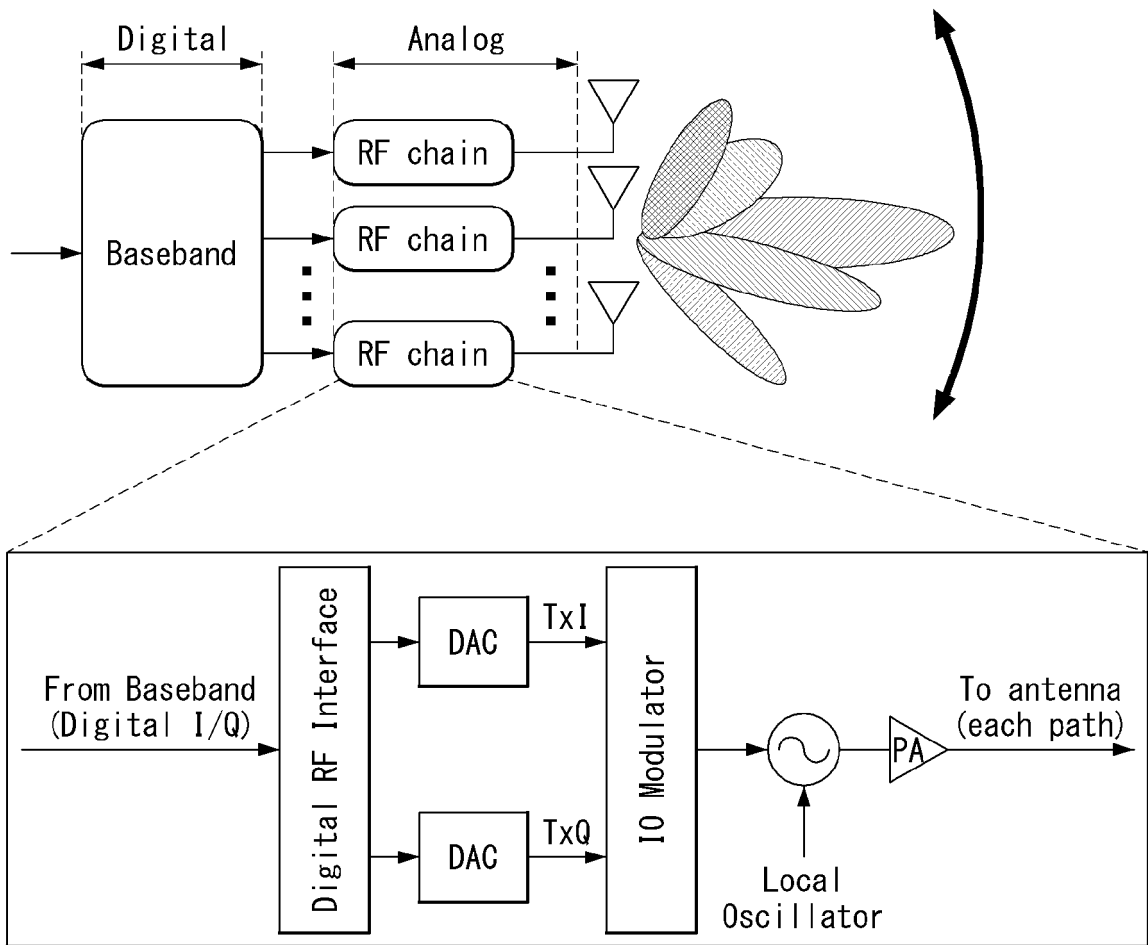 Digital
Analog
Baseband
RF chain
RF chain
RF chain
From Baseband
(Digital I/Q)
Digital RF Interface
DAC
TxI
DAC
TxQ
IO Modulator
PA
To antenna
(each path)
Local
Oscillator